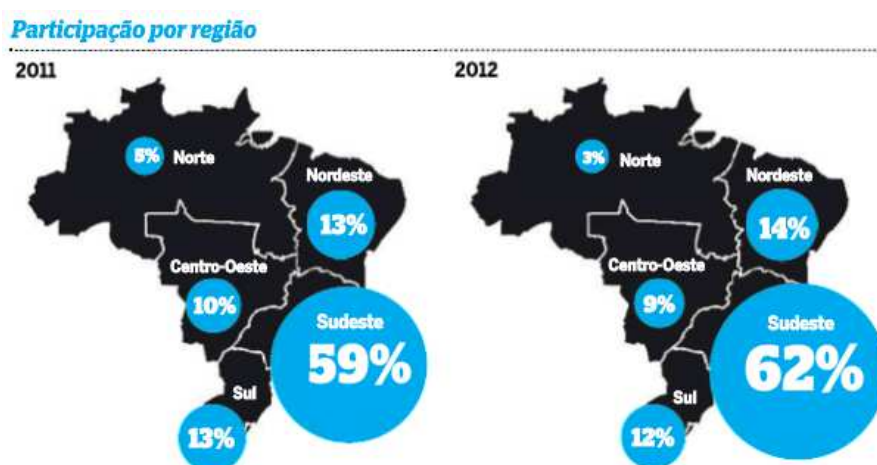 Participação por região
2011
5% Norte
Nordeste
13%
Centro-Oeste
10%
Sudeste
59%
Sul
13%
2012
3% Norte
Nordeste
14%
Centro-Oeste
9%
Sudeste
62%
Sul
12%